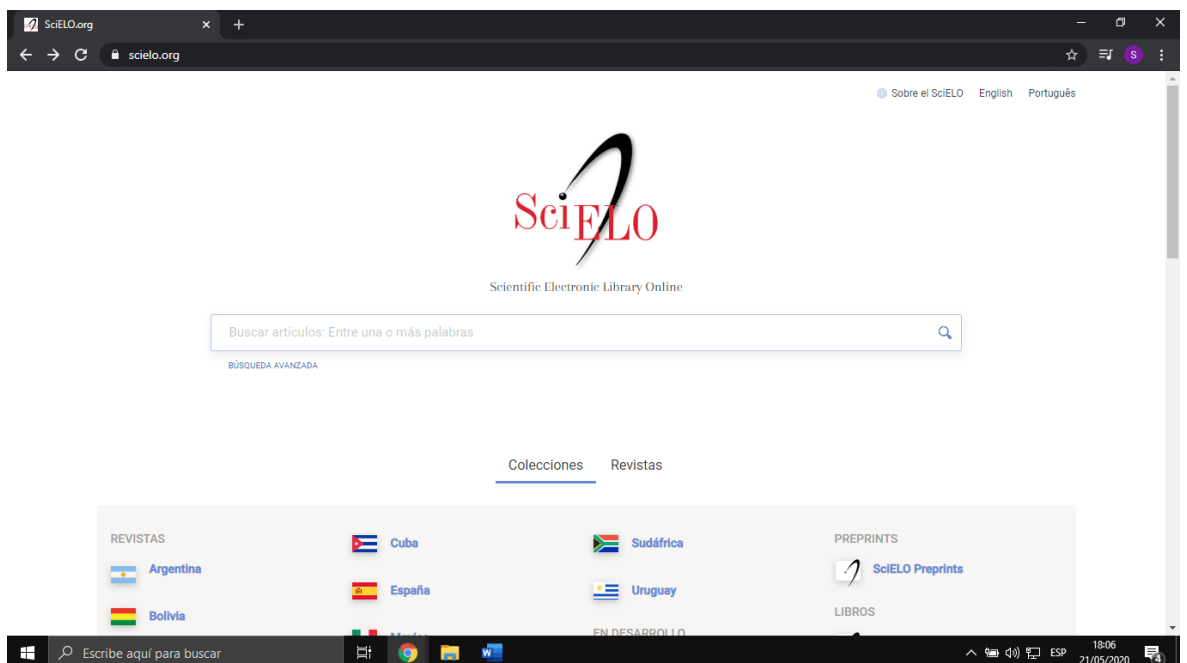 SciELO.org
scielo.org
S
Sobre el SciELO English Português
SciELO
Scientific Electronic Library Online
Buscar artículos: Entre una o más palabras
BÚSQUEDA AVANZADA
Colecciones Revistas
REVISTAS
Argentina
Bolivia
Cuba
España
Mexico
Sudáfrica
Uruguay
EN DESARROLLO
PREPRINTS
SciELO Preprints
LIBROS
Escribe aquí para buscar
W
ESP
18:06
21/05/2020
4